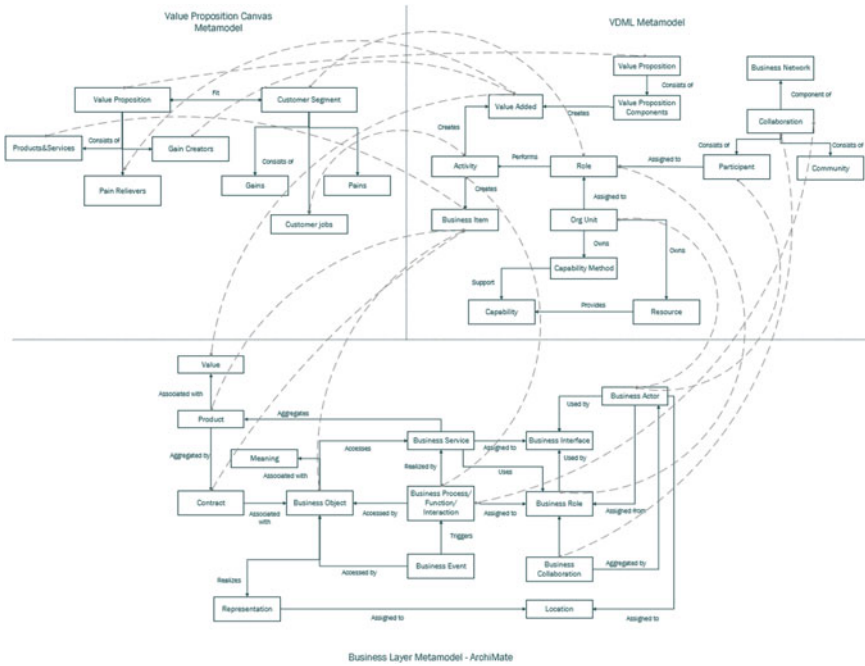 Value Proposition Canvas
Metamodel
VDML Metamodel
Value Proposition
Fit
Customer Segment
Products&Services
Consists of
Gain Creators
Pain Relievers
Consists of
Gains
Pains
Customer jobs
Value Proposition
Consists of
Value Proposition
Components
Business Network
Component of
Collaboration
Value Added
Creates
Creates
Consists of
Consists of
Activity
Performs
Role
Assigned to
Participant
Community
Creates
Assigned to
Business Item
Org Unit
Owns
Owns
Capability Method
Support
Capability
Provides
Resource
Value
Associated with
Product
Aggregates
Business Actor
Used by
Aggregated by
Meaning
Associated with
Accesses
Business Service
Assigned to
Business Interface
Realized by
Uses
Used by
Contract
Associated
with
Business Object
Accessed by
Business Process/
Function/
Interaction
Assigned to
Business Role
Assigned from
Triggers
Accessed by
Business Event
Business
Collaboration
Aggregated by
Realizes
Representation
Assigned to
Location
Assigned to
Business Layer Metamodel - ArchiMate